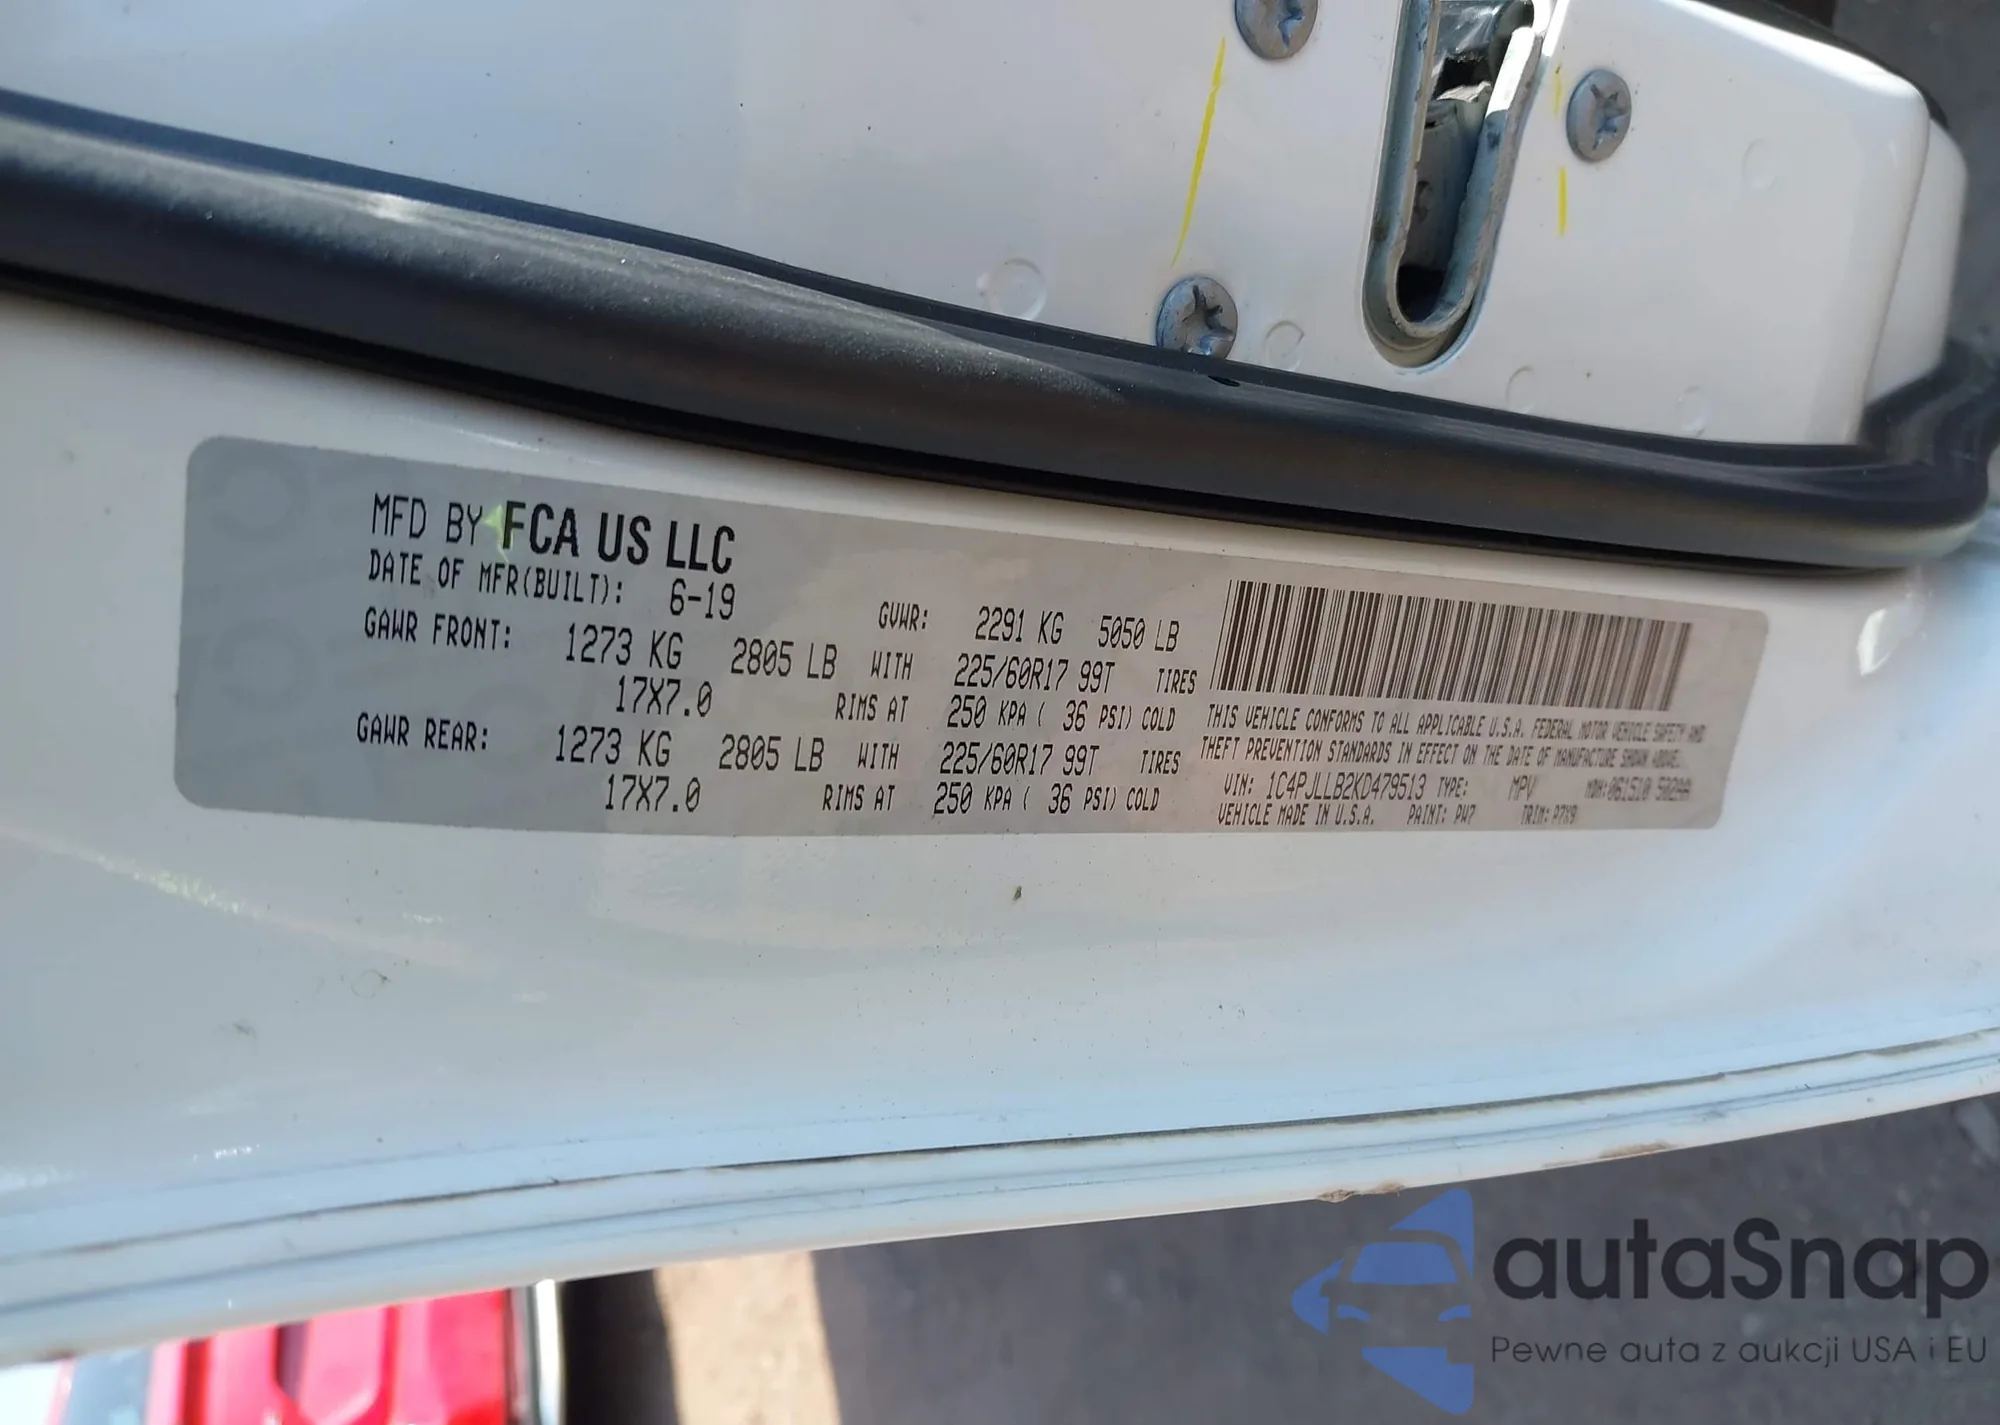 MFD BY FCA US LLC
DATE OF MFR(BUILT): 6-19
GVWR: 2291 KG 5050 LB
GAWR FRONT: 1273 KG 2805 LB WITH 225/60R17 99T TIRES
17X7.0 RIMS AT 250 KPA ( 36 PSI) COLD
GAWR REAR: 1273 KG 2805 LB WITH 225/60R17 99T TIRES
17X7.0 RIMS AT 250 KPA ( 36 PSI) COLD
THIS VEHICLE CONFORMS TO ALL APPLICABLE U.S.A. FEDERAL MOTOR VEHICLE SAFETY AND
THEFT PREVENTION STANDARDS IN EFFECT ON THE DATE OF MANUFACTURE SHOWN ABOVE.
VIN: 1C4PJLLB2KD479513 TYPE: MPV MDH:061510
VEHICLE MADE IN U.S.A. PAINT: PW7 TRIM:
autaSnap
Pewne auta z aukcji USA i EU